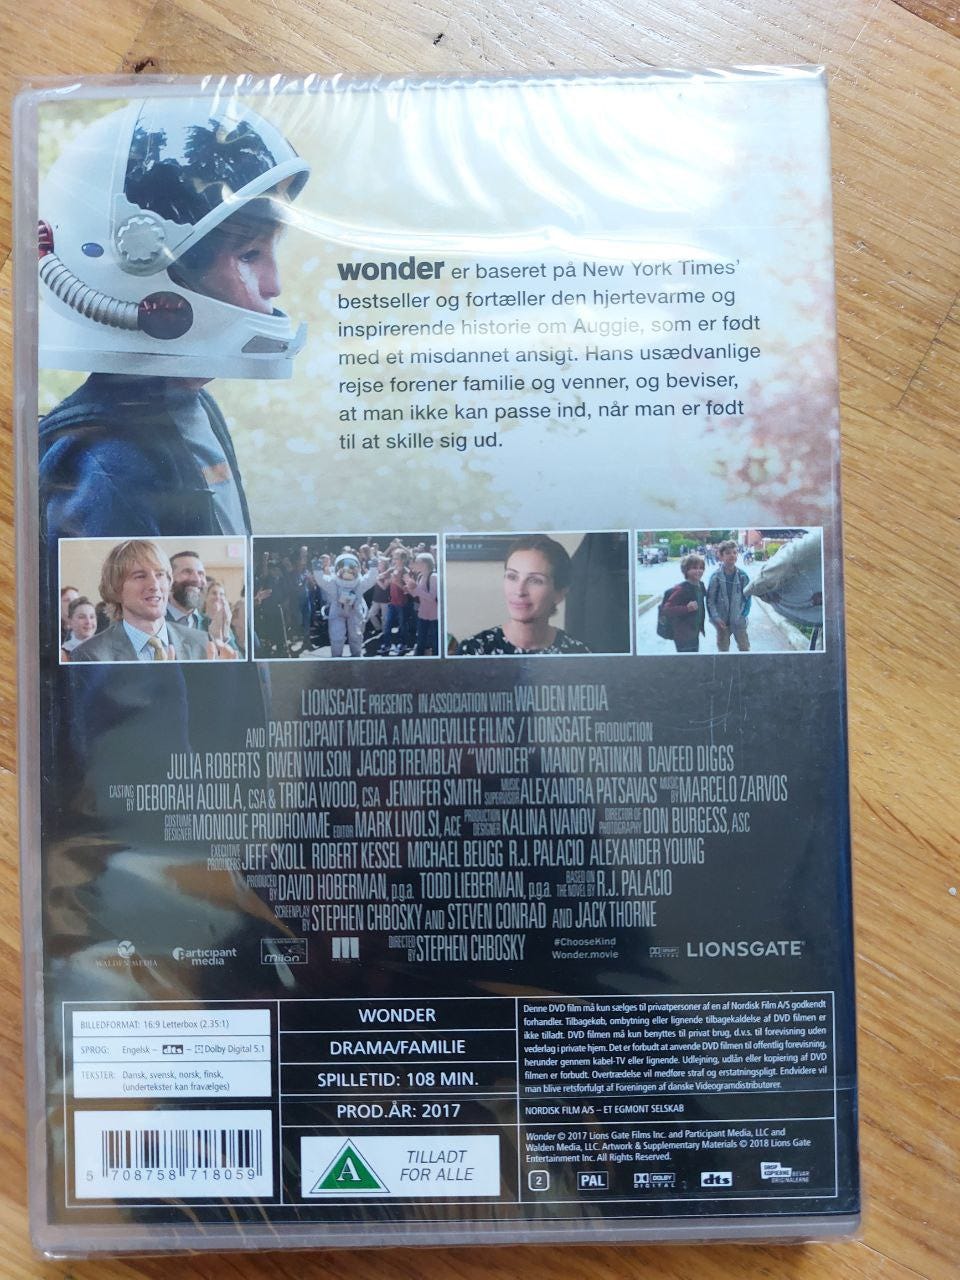 wonder er baseret på New York Times'
bestseller og fortæller den hjertevarme og
inspirerende historie om Auggie, som er født
med et misdannet ansigt. Hans usædvanlige
rejse forener familie og venner, og beviser,
at man ikke kan passe ind, når man er født
til at skille sig ud.
LIONSGATE PRESENTS IN ASSOCIATION WITH WALDEN MEDIA
AND PARTICIPANT MEDIA A MANDEVILLE FILMS / LIONSGATE PRODUCTION
JULIA ROBERTS OWEN WILSON JACOB TREMBLAY "WONDER" MANDY PATINKIN DAVEED DIGGS
CASTING BY DEBORAH AQUILA, CSA & TRICIA WOOD, CSA JENNIFER SMITH MUSIC SUPERVISOR ALEXANDRA PATSAVAS MUSIC BY MARCELO ZARVOS
COSTUME DESIGNER MONIQUE PRUDHOMME EDITOR MARK LIVOLSI, ACE PRODUCTION DESIGNER KALINA IVANOV DIRECTOR OF PHOTOGRAPHY DON BURGESS, ASC
EXECUTIVE PRODUCERS JEFF SKOLL ROBERT KESSEL MICHAEL BEUGG R.J. PALACIO ALEXANDER YOUNG
PRODUCED BY DAVID HOBERMAN, p.g.a. TODD LIEBERMAN, p.g.a. BASED ON THE NOVEL BY R.J. PALACIO
SCREENPLAY BY STEPHEN CHBOSKY AND STEVEN CONRAD AND JACK THORNE
DIRECTED BY STEPHEN CHBOSKY
WALDEN MEDIA
Participant
media
Milan
#ChooseKind
Wonder.movie
DOLBY
DIGITAL
LIONSGATE
BILLEDFORMAT: 16:9 Letterbox (2.35:1)
SPROG: Engelsk – dts – Dolby Digital 5.1
TEKSTER: Dansk, svensk, norsk, finsk,
(undertekster kan fravælges)
5 708758 718059
WONDER
DRAMA/FAMILIE
SPILLETID: 108 MIN.
PROD.ÅR: 2017
A
TILLADT
FOR ALLE
Denne DVD film må kun sælges til privatpersoner af en af Nordisk Film A/S godkendt
forhandler. Tilbagekøb, ombytning eller lignende tilbagekaldelse af DVD filmen er
ikke tilladt. DVD filmen må kun benyttes til privat brug, d.v.s. til forevisning uden
vederlag i private hjem. Det er forbudt at anvende DVD filmen til offentlig forevisning,
herunder gennem kabel-TV eller lignende. Udlejning, udlån eller kopiering af DVD
filmen er forbudt. Overtrædelse vil medføre straf og erstatningspligt. Endvidere vil
man blive retsforfulgt af Foreningen af danske Videogramdistributører.
NORDISK FILM A/S – ET EGMONT SELSKAB
Wonder © 2017 Lions Gate Films Inc. and Participant Media, LLC and
Walden Media, LLC. Artwork & Supplementary Materials © 2018 Lions Gate
Entertainment Inc. All Rights Reserved.
2
PAL
DOLBY
DIGITAL
dts
DROP
KOPIERNE BEVAR
ORIGINALERNE